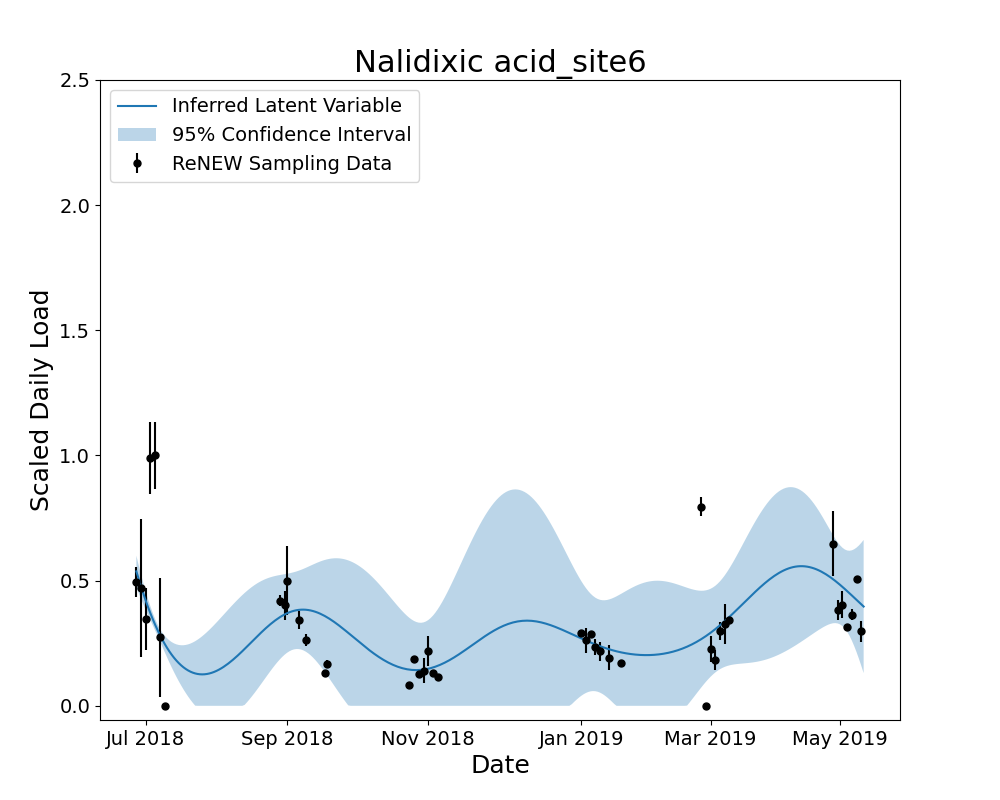 Nalidixic acid_site6
2.5
Inferred Latent Variable
95% Confidence Interval
ReNEW Sampling Data
2.0
1.5
1.0
0.5
0.0
Scaled Daily Load
Jul 2018 Sep 2018 Nov 2018 Jan 2019 Mar 2019 May 2019
Date